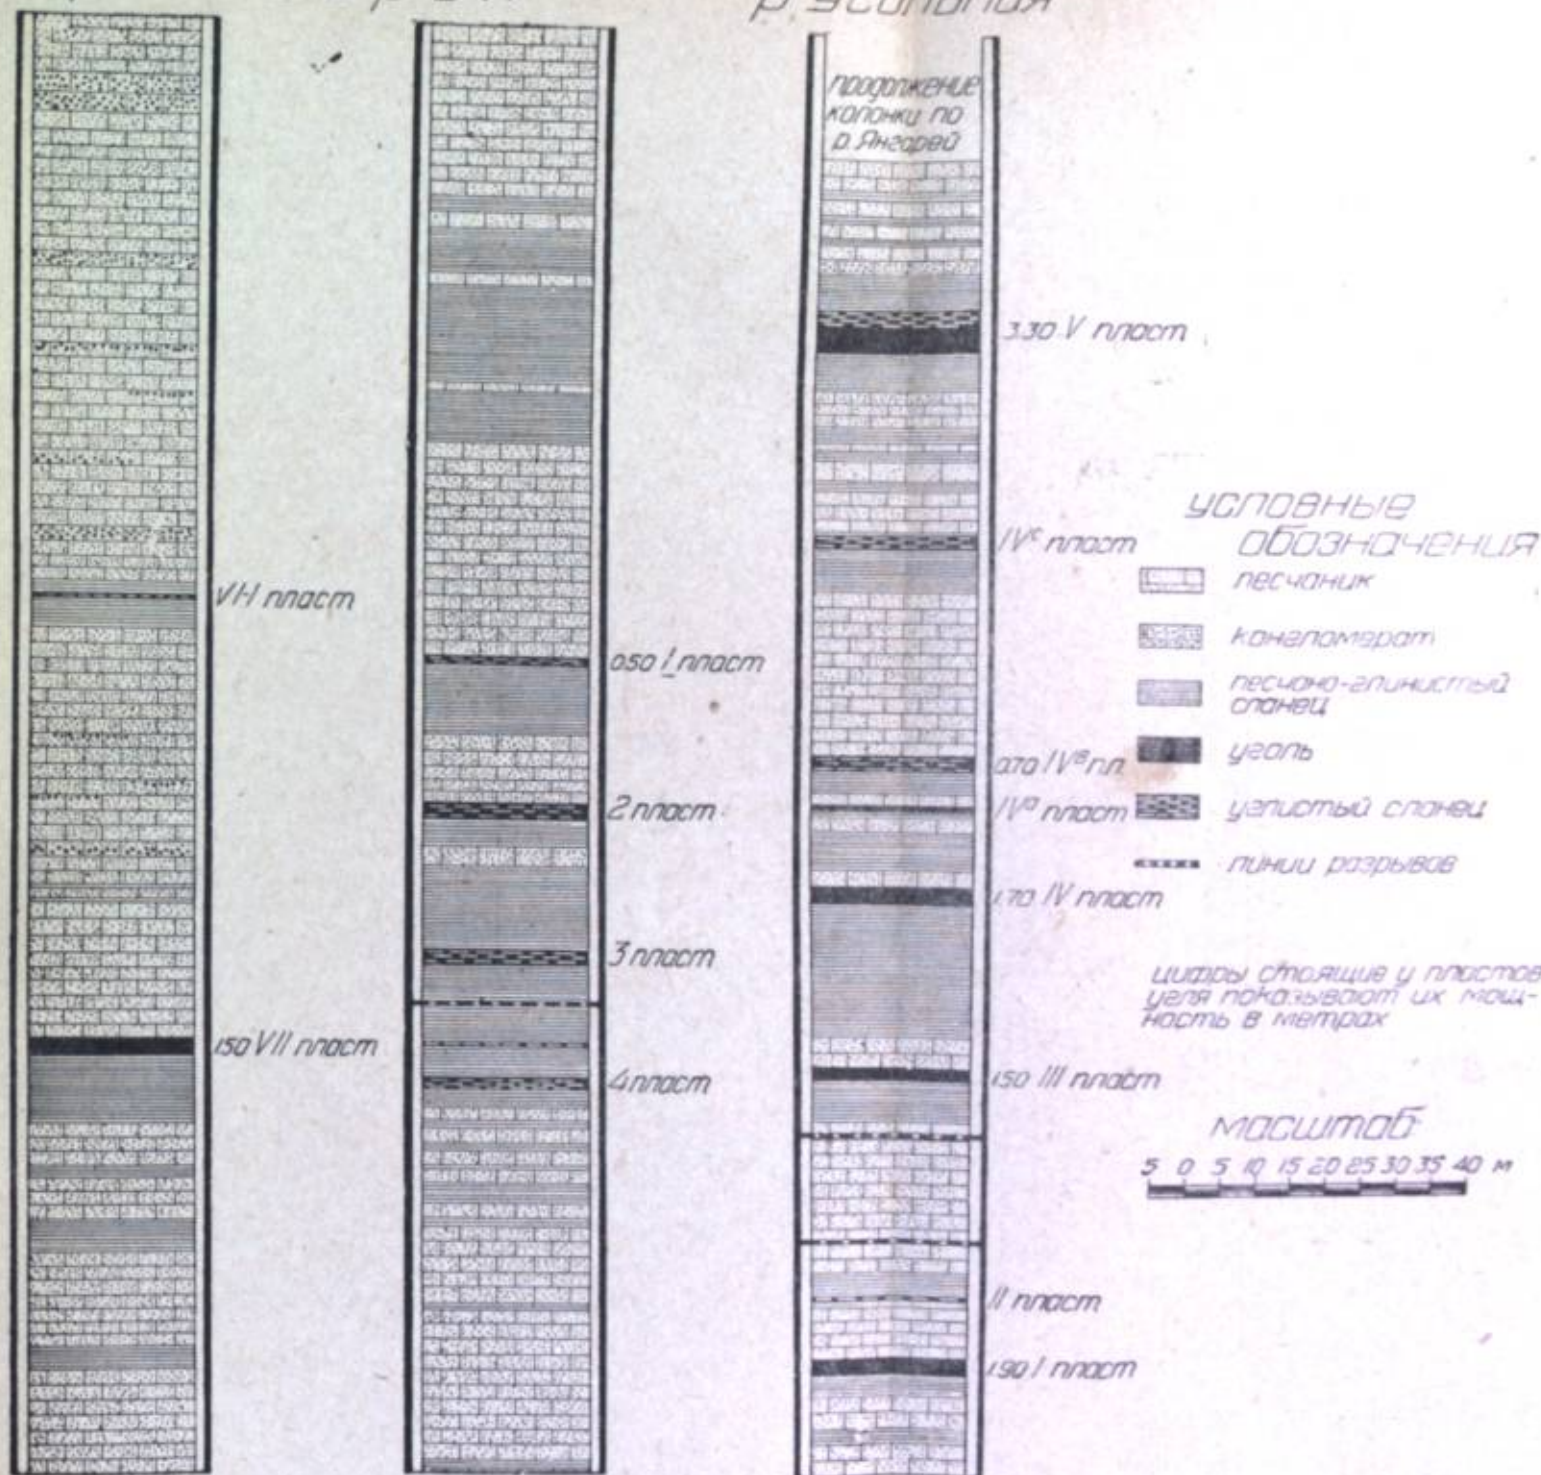 продолжение
колонки по
р. Янгарей
VIII пласт
1.50 VII пласт
0.50 I пласт
2 пласт
3 пласт
4 пласт
3.30 V пласт
IVᶜ пласт
0.70 IVᵇ пл.
IVᵃ пласт
1.70 IV пласт
1.50 III пласт
II пласт
1.90 I пласт
условные
обозначения
песчаник
конгломерат
песчано-глинистый
сланец
уголь
углистый сланец
линии разрывов
цифры стоящие у пластов
угля показывают их мощ-
ность в метрах
масштаб
5 0 5 10 15 20 25 30 35 40 м